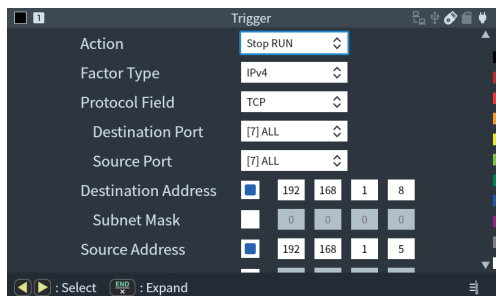 1 Trigger
Action Stop RUN
Factor Type IPv4
Protocol Field TCP
Destination Port [7] ALL
Source Port [7] ALL
Destination Address 192 168 1 8
Subnet Mask 0 0 0 0
Source Address 192 168 1 5
: Select END × : Expand